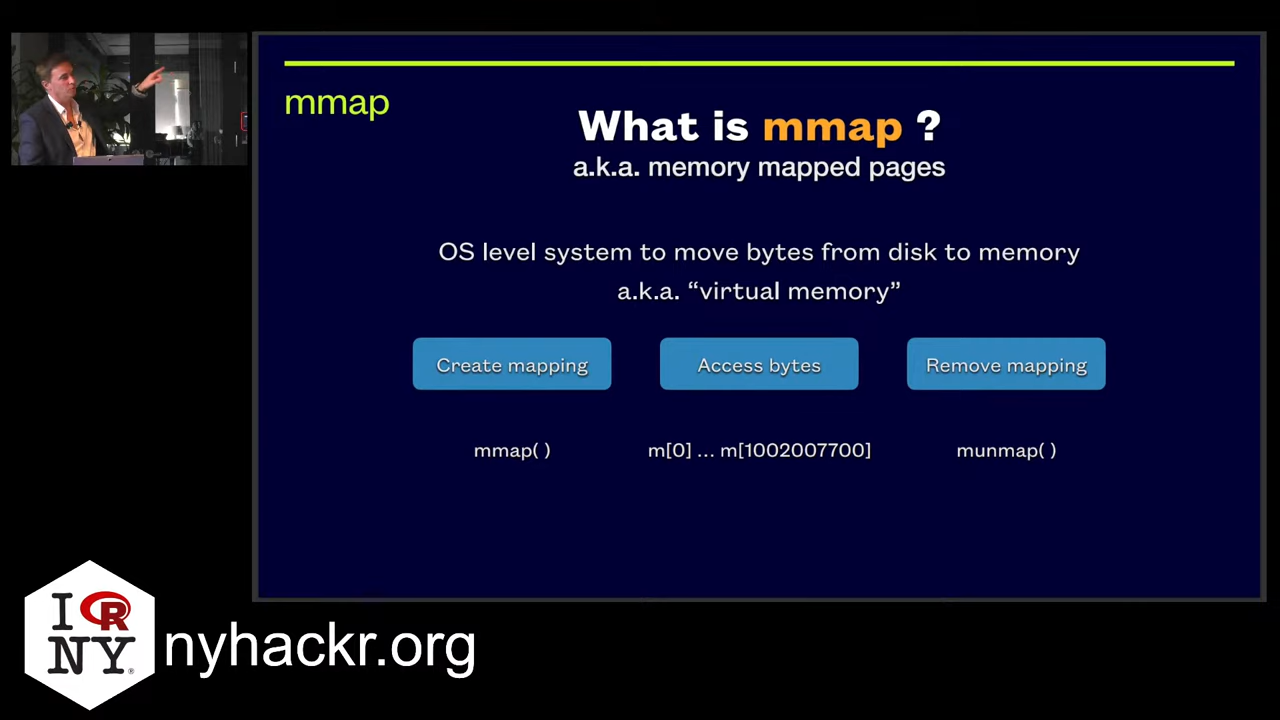 mmap
What is mmap ?
a.k.a. memory mapped pages
OS level system to move bytes from disk to memory
a.k.a. “virtual memory”
Create mapping
Access bytes
Remove mapping
mmap( )
m[0] ... m[1002007700]
munmap( )
I R
NY®
nyhackr.org